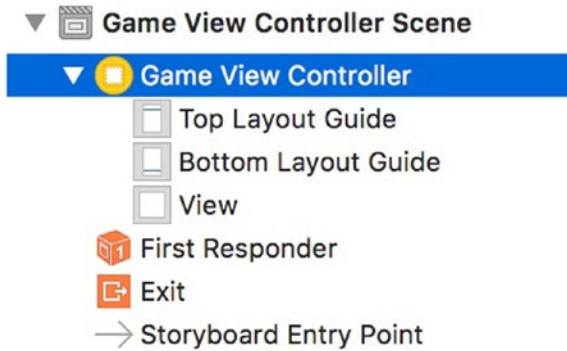 Game View Controller Scene
Game View Controller
Top Layout Guide
Bottom Layout Guide
View
1 First Responder
Exit
Storyboard Entry Point